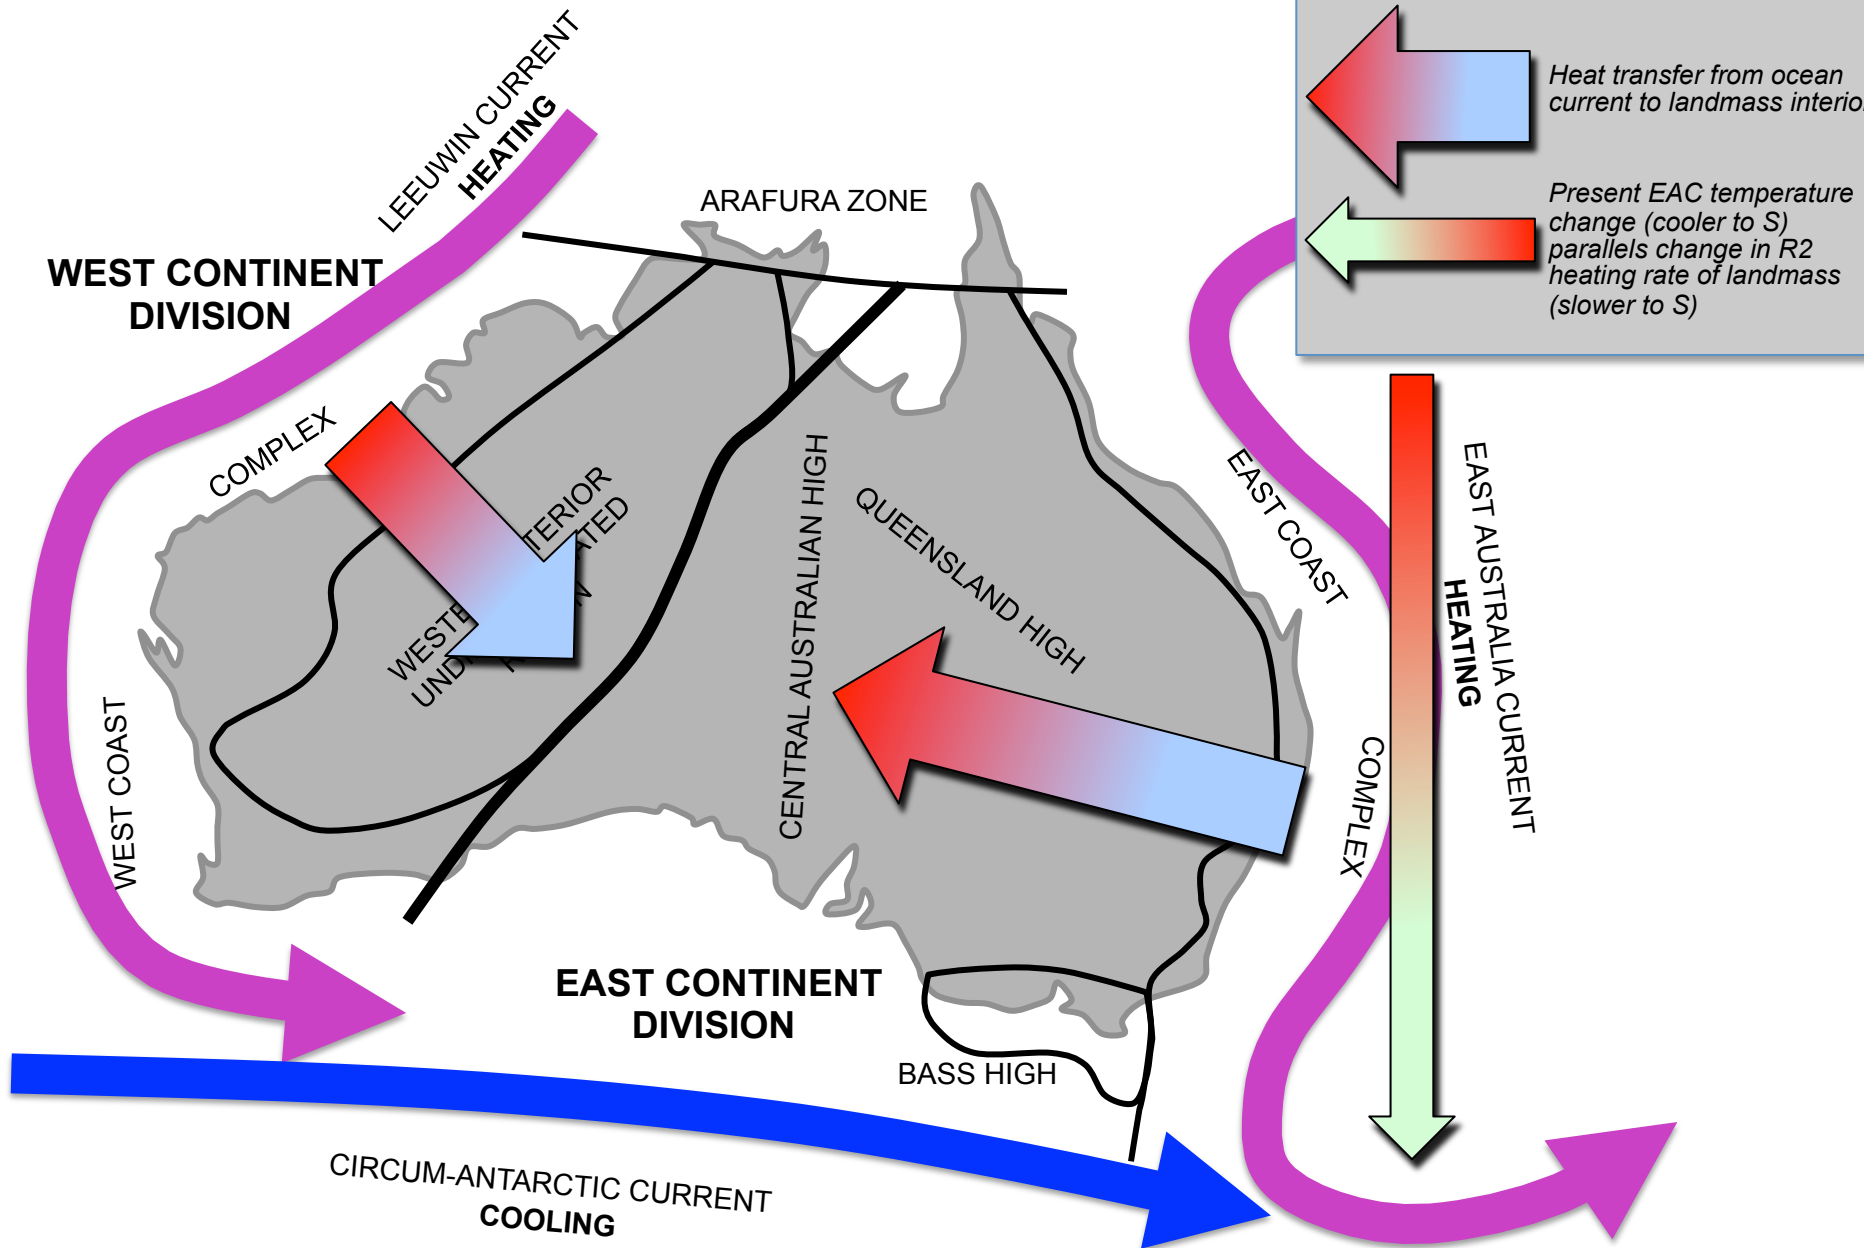 LEEUWIN CURRENT
HEATING
ARAFURA ZONE
WEST CONTINENT
DIVISION
Heat transfer from ocean
current to landmass
Present EAC temperature
change (cooler to S)
parallels change in R2
heating rate of landmass
(slower to S)
COMPLEX
WEST COAST
CENTRAL AUSTRALIAN HIGH
QUEENSLAND HIGH
EAST COAST
COMPLEX
EAST AUSTRALIA CURRENT
HEATING
EAST CONTINENT
DIVISION
BASS HIGH
CIRCUM-ANTARCTIC CURRENT
COOLING